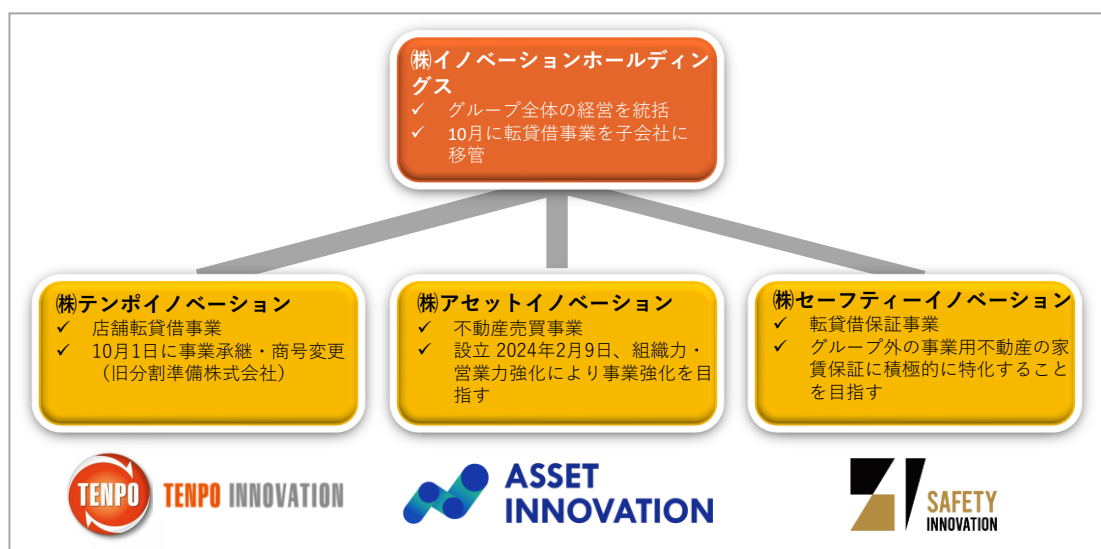 ㈱イノベーションホールディン
グス
✓ グループ全体の経営を統括
✓ 10月に転貸借事業を子会社に
移管
㈱テンポイノベーション
✓ 店舗転貸借事業
✓ 10月1日に事業承継・商号変更
（旧分割準備株式会社）
㈱アセットイノベーション
✓ 不動産売買事業
✓ 設立 2024年2月9日、組織力・
営業力強化により事業強化を目
指す
㈱セーフティーイノベーション
✓ 転貸借保証事業
✓ グループ外の事業用不動産の家
賃保証に積極的に特化すること
を目指す
TENPO
TENPO INNOVATION
ASSET
INNOVATION
SAFETY
INNOVATION